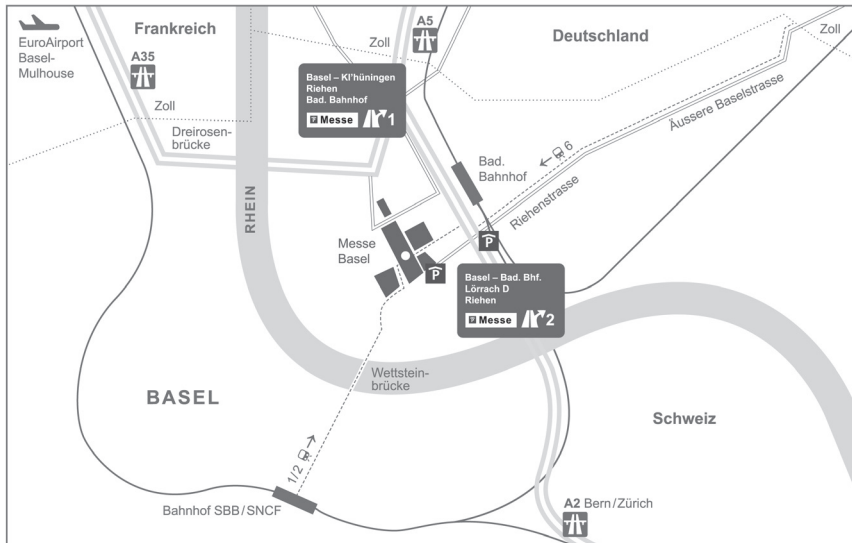 EuroAirport
Basel-
Mulhouse
Frankreich
A35
Zoll
Dreirosen-
brücke
A5
Zoll
Deutschland
Zoll
Basel – Kl'hüningen
Riehen
Bad. Bahnhof
P Messe 1
RHEIN
Bad.
Bahnhof
6
Äussere Baselstrasse
Riehenstrasse
Messe
Basel
P
P
Basel – Bad. Bhf.
Lörrach D
Riehen
P Messe 2
Wettstein-
brücke
BASEL
Schweiz
1/2
Bahnhof SBB/SNCF
A2 Bern/Zürich